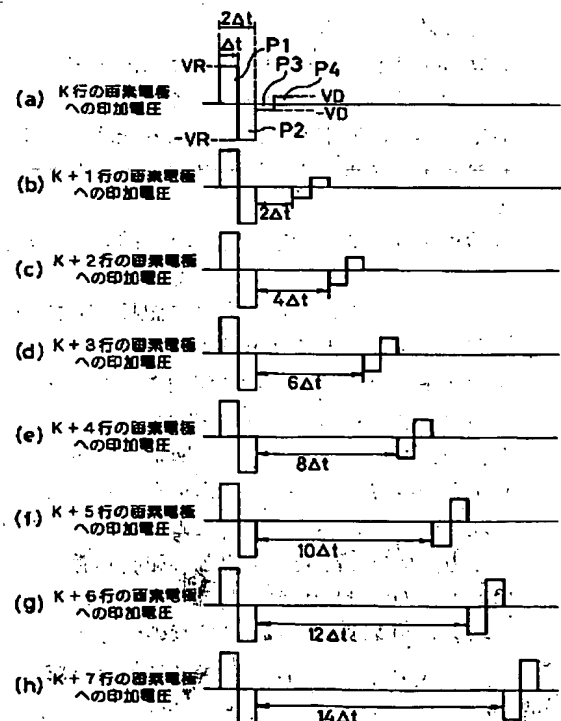 2Δt
Δt
P1
P3
P4
VR
VD
-VD
-VR
P2
(a) K行の画素電極
への印加電圧
(b) K+1行の画素電極
への印加電圧
2Δt
(c) K+2行の画素電極
への印加電圧
4Δt
(d) K+3行の画素電極
への印加電圧
6Δt
(e) K+4行の画素電極
への印加電圧
8Δt
(f) K+5行の画素電極
への印加電圧
10Δt
(g) K+6行の画素電極
への印加電圧
12Δt
(h) K+7行の画素電極
への印加電圧
14Δt